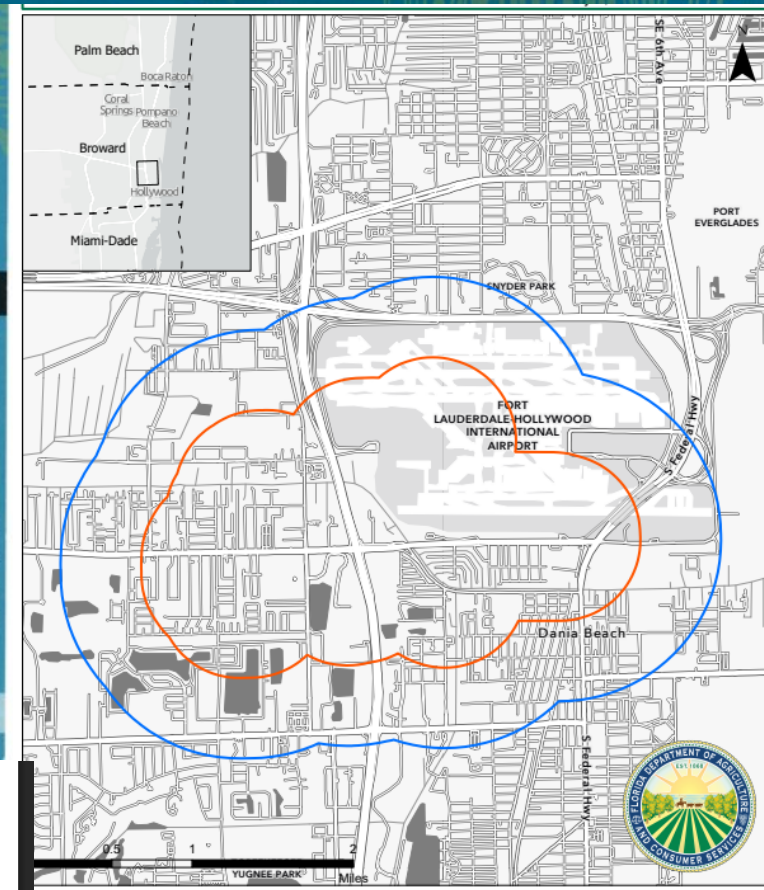 Palm Beach
Boca Raton
Coral
Springs
Pompano
Beach
Broward
Hollywood
Miami-Dade
SE 6th Ave
N
PORT
EVERGLADES
SNYDER PARK
FORT
LAUDERDALE-HOLLYWOOD
INTERNATIONAL
AIRPORT
S Federal Hwy
Dania Beach
S Federal Hwy
FLORIDA DEPARTMENT OF AGRICULTURE
AND CONSUMER SERVICES
EST. 1868
0.5 1 2
Miles
YUGNEE PARK